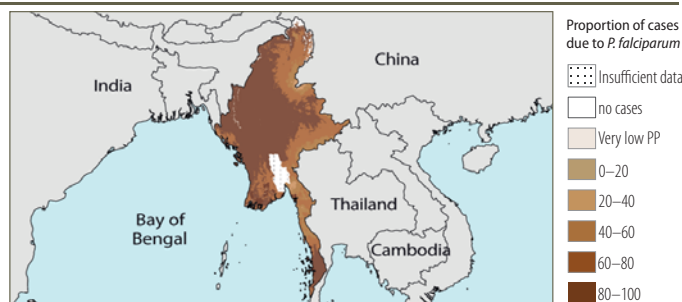 Proportion of cases
due to P. falciparum
China
India
Insufficient data
no cases
Very low PP
0–20
20–40
Thailand
Bay of
Bengal
40–60
Cambodia
60–80
80–100